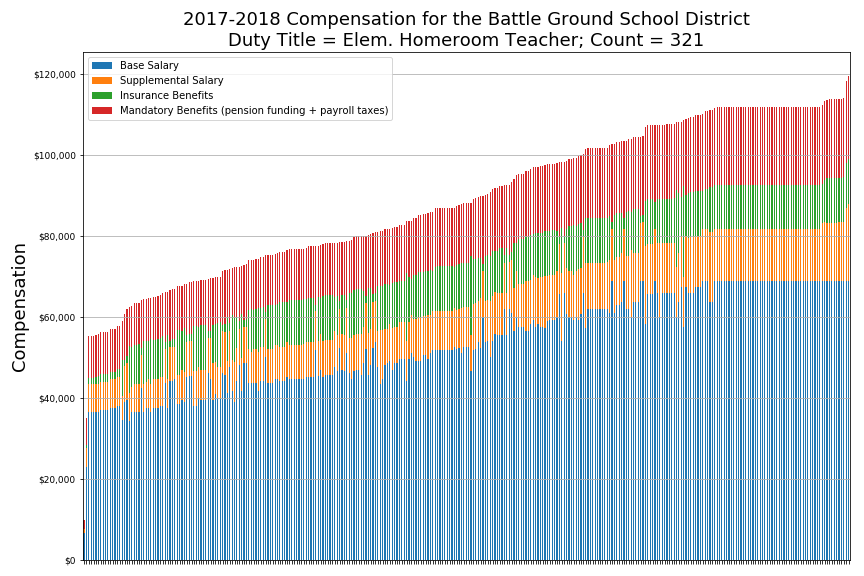 2017-2018 Compensation for the Battle Ground School District
Duty Title = Elem. Homeroom Teacher; Count = 321
Base Salary
Supplemental Salary
Insurance Benefits
Mandatory Benefits (pension funding + payroll taxes)
$120,000
$100,000
$80,000
$60,000
$40,000
$20,000
$0
Compensation